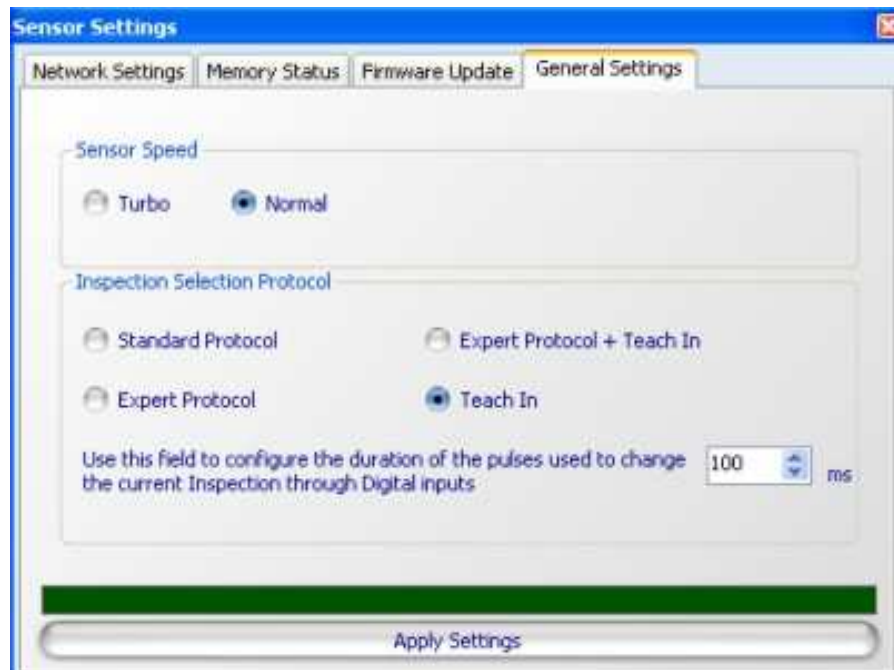 Sensor Settings
Network Settings Memory Status Firmware Update General Settings
Sensor Speed
Turbo Normal
Inspection Selection Protocol
Standard Protocol Expert Protocol + Teach In
Expert Protocol Teach In
Use this field to configure the duration of the pulses used to change
the current Inspection through Digital inputs
100 ms
Apply Settings